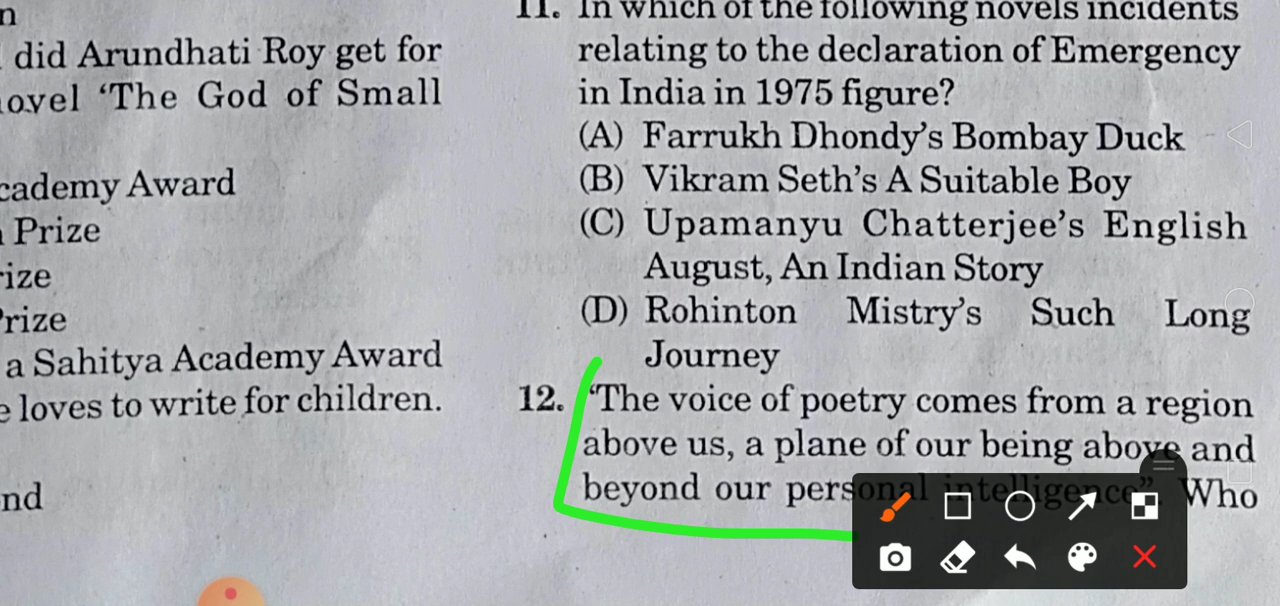 n
did Arundhati Roy get for
ovel ‘The God of Small
cademy Award
Prize
ize
rize
a Sahitya Academy Award
e loves to write for children.
nd
11. In which of the following novels incidents
relating to the declaration of Emergency
in India in 1975 figure?
(A) Farrukh Dhondy’s Bombay Duck
(B) Vikram Seth’s A Suitable Boy
(C) Upamanyu Chatterjee’s English
August, An Indian Story
(D) Rohinton Mistry’s Such Long
Journey
12. “The voice of poetry comes from a region
above us, a plane of our being above and
beyond our personal intelligence”. Who